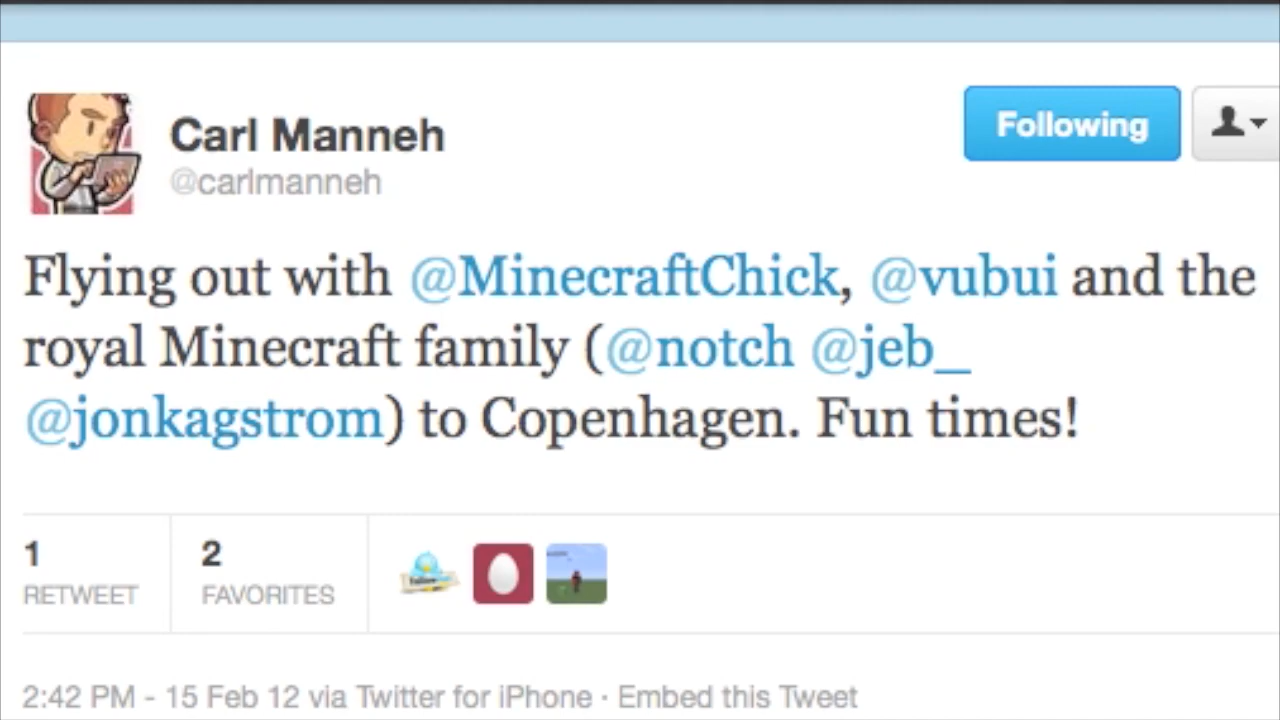 Following
Carl Manneh
@carlmanneh
Flying out with @MinecraftChick, @vubui and the
royal Minecraft family (@notch @jeb_
@jonkagstrom) to Copenhagen. Fun times!
1
RETWEET
2
FAVORITES
2:42 PM - 15 Feb 12 via Twitter for iPhone · Embed this Tweet